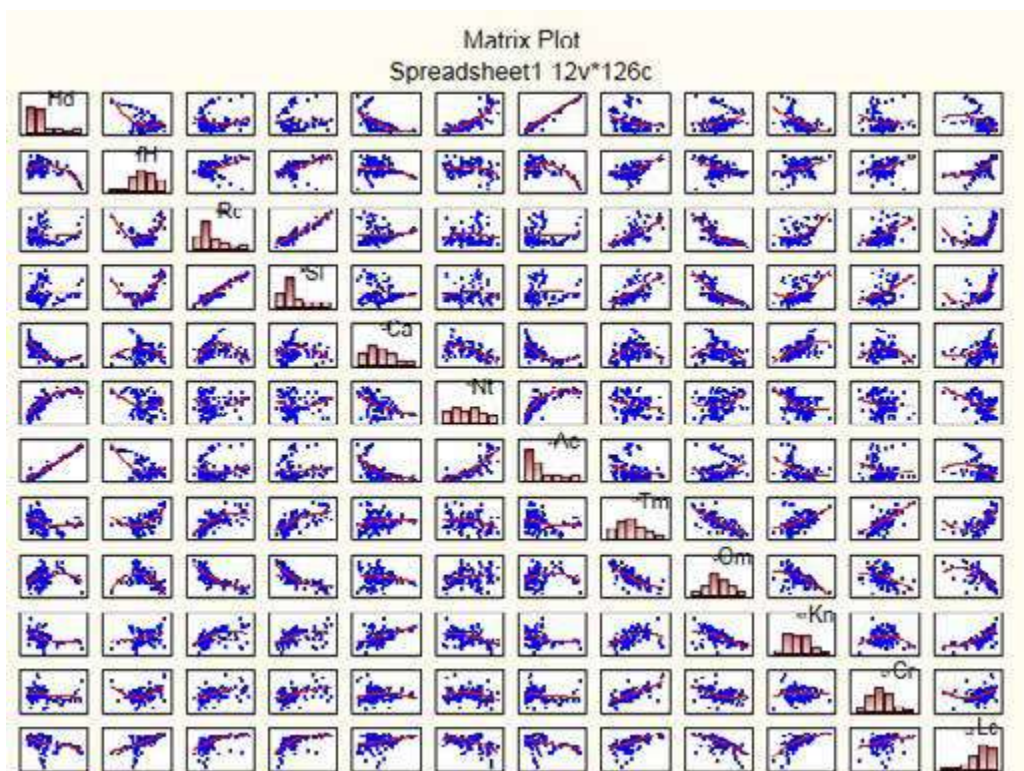 Matrix Plot
Spreadsheet1 12v*126c
Hd
fH
Rc
Sl
Ca
Nt
Ac
Tm
Om
Kn
Cr
Lc